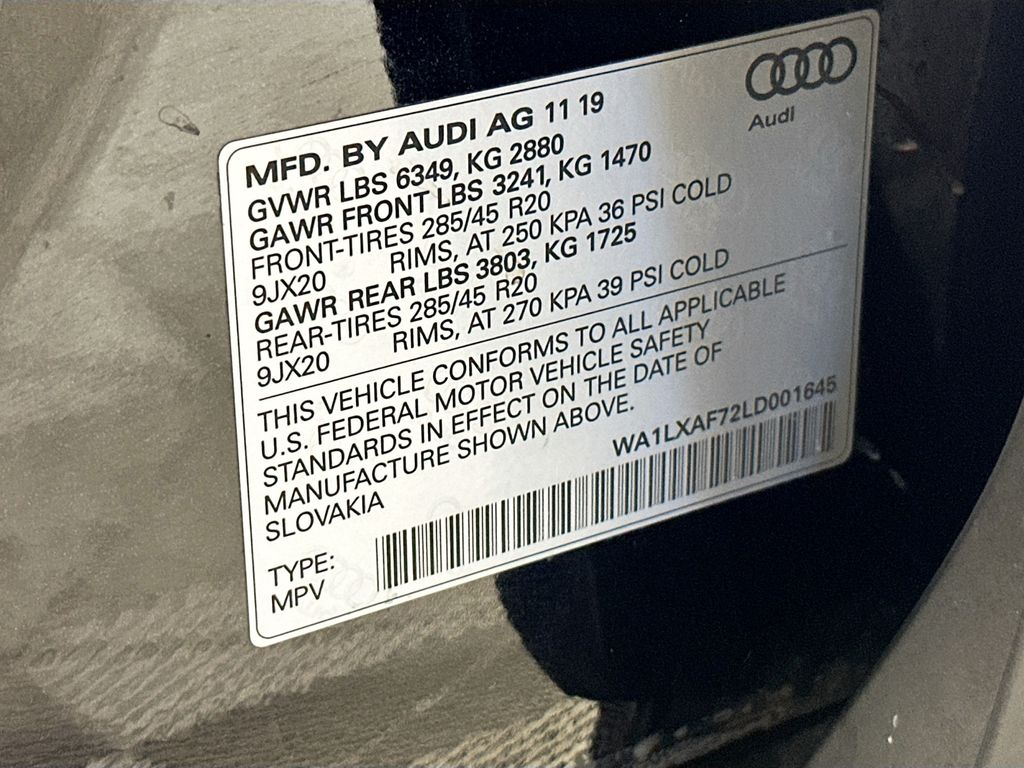 Audi
MFD. BY AUDI AG 11 19
GVWR LBS 6349, KG 2880
GAWR FRONT LBS 3241, KG 1470
FRONT-TIRES 285/45 R20
9JX20 RIMS, AT 250 KPA 36 PSI COLD
GAWR REAR LBS 3803, KG 1725
REAR-TIRES 285/45 R20
9JX20 RIMS, AT 270 KPA 39 PSI COLD
THIS VEHICLE CONFORMS TO ALL APPLICABLE
U.S. FEDERAL MOTOR VEHICLE SAFETY
STANDARDS IN EFFECT ON THE DATE OF
MANUFACTURE SHOWN ABOVE.
SLOVAKIA
WA1LXAF72LD001645
TYPE:
MPV